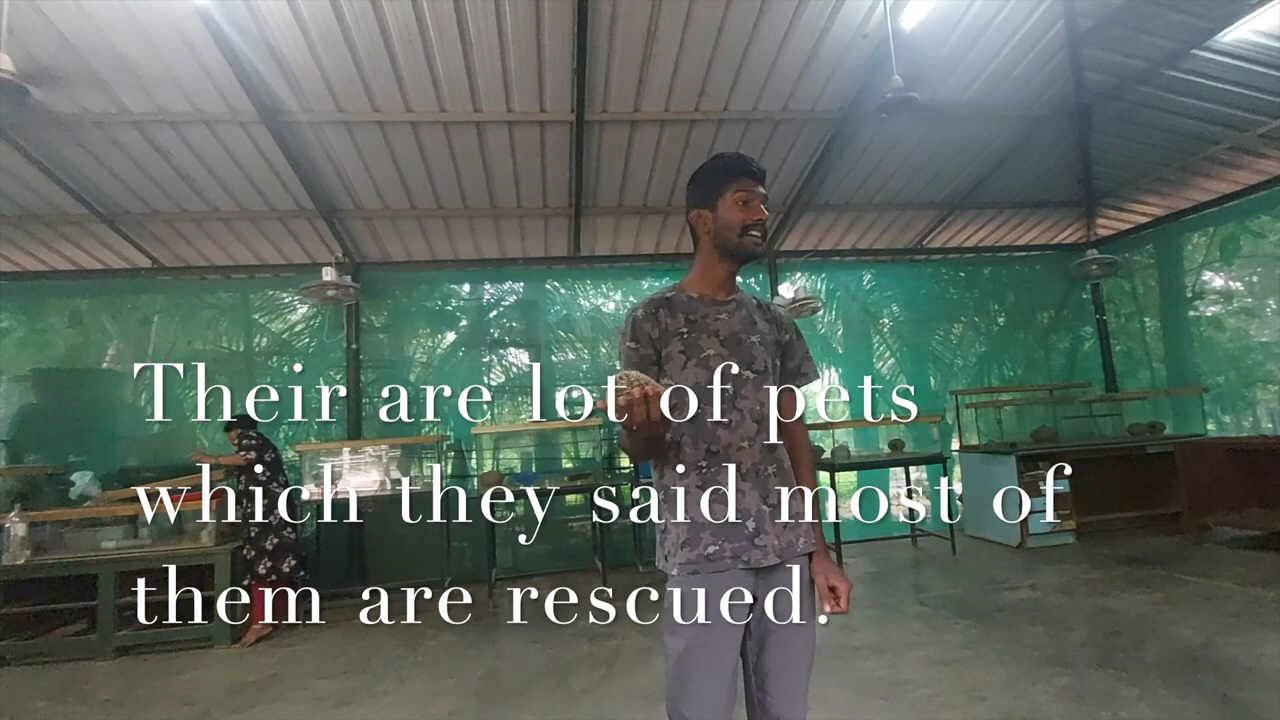 Their are lot of pets
which they said most of
them are rescued.